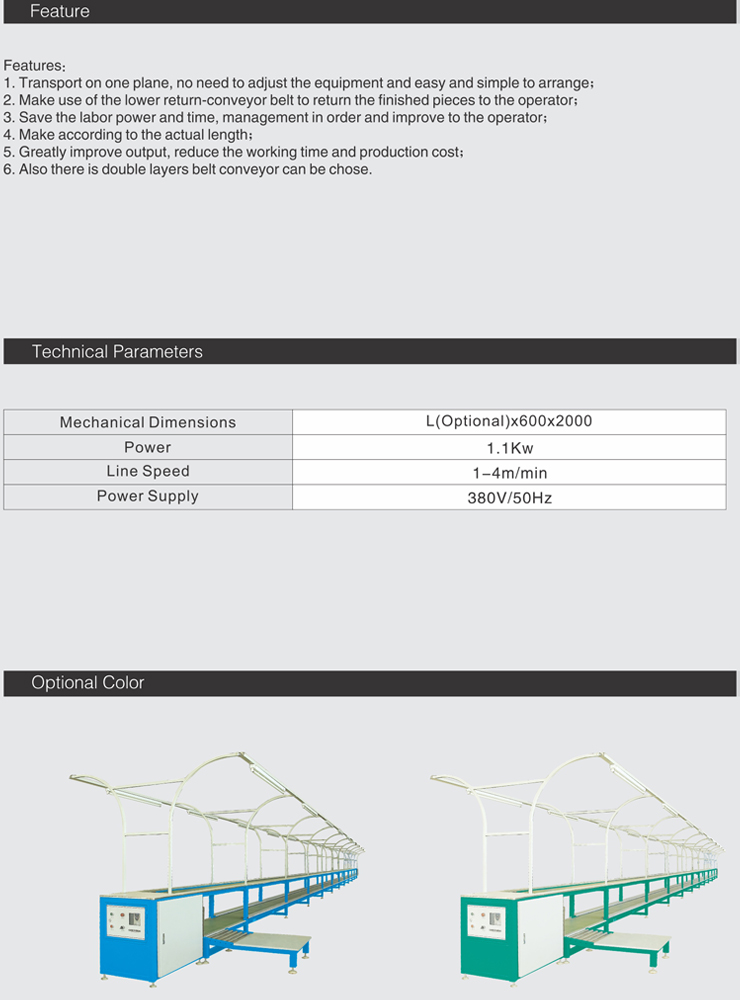 Feature
Features:
1. Transport on one plane, no need to adjust the equipment and easy and simple to arrange;
2. Make use of the lower return-conveyor belt to return the finished pieces to the operator;
3. Save the labor power and time, management in order and improve to the operator;
4. Make according to the actual length;
5. Greatly improve output, reduce the working time and production cost;
6. Also there is double layers belt conveyor can be chose.
Technical Parameters
Mechanical Dimensions L(Optional)x600x2000
Power 1.1Kw
Line Speed 1–4m/min
Power Supply 380V/50Hz
Optional Color